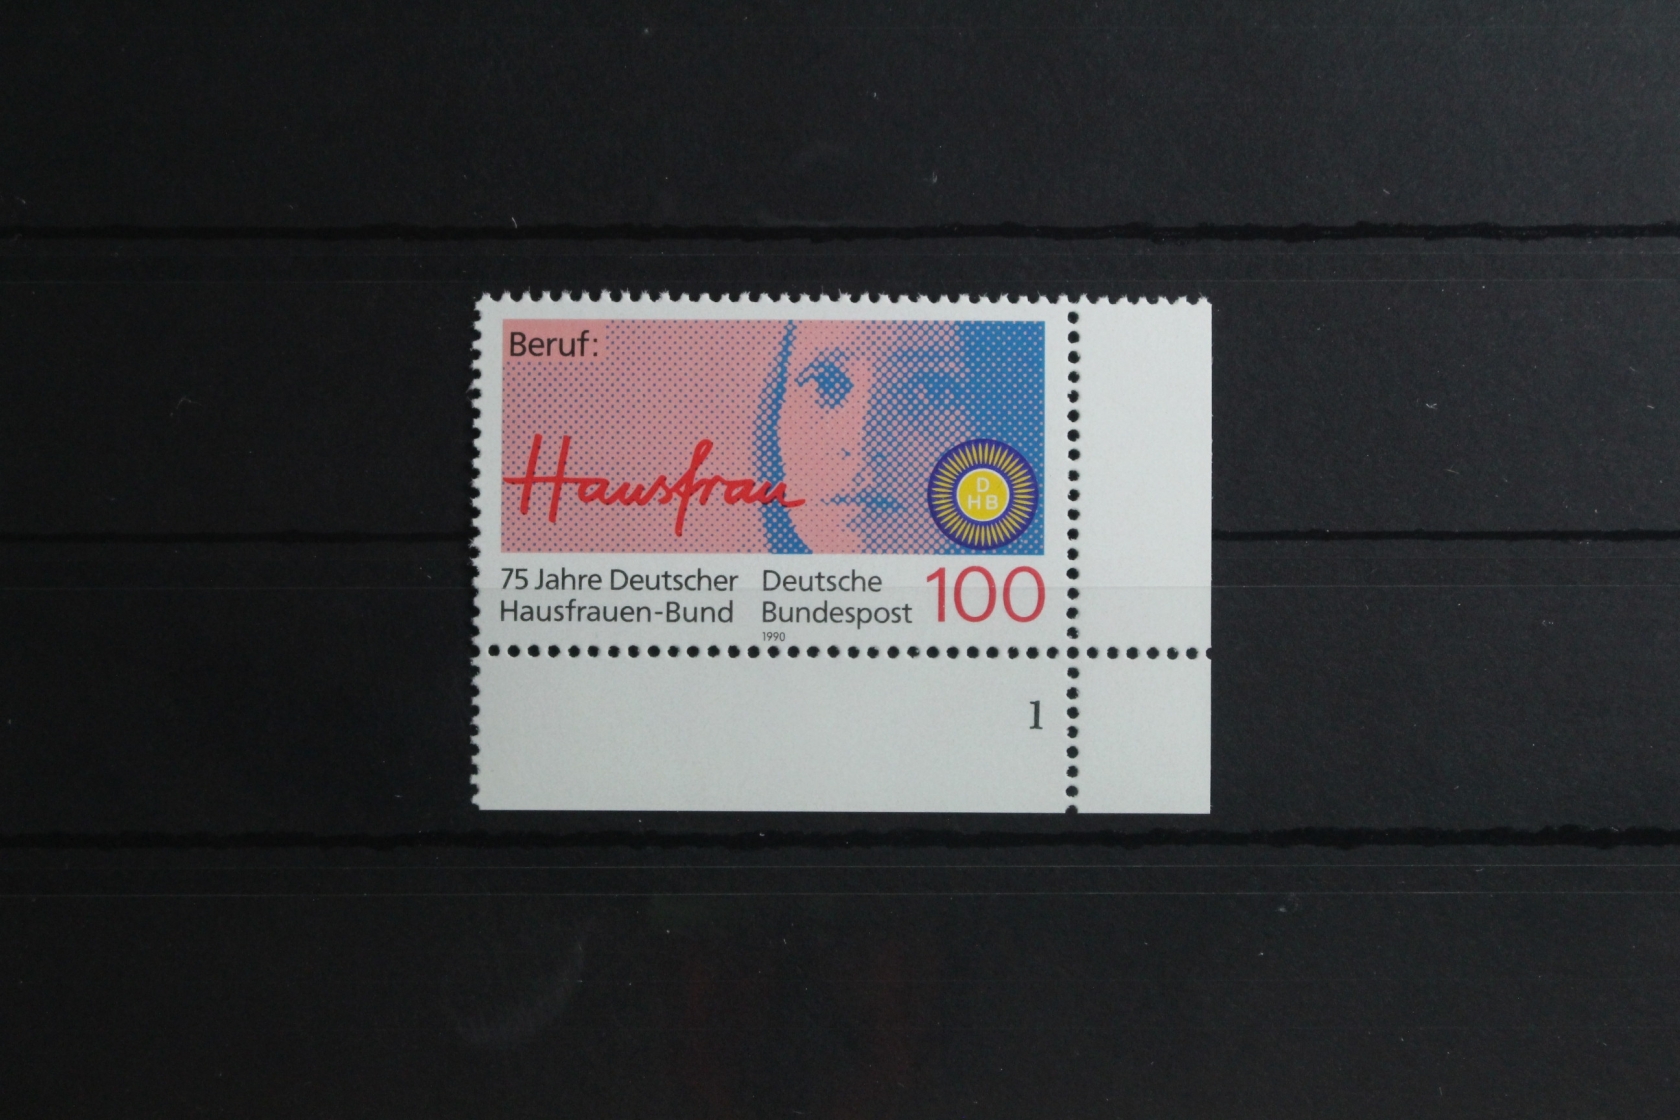 Beruf:
Hausfrau
D
HB
75 Jahre Deutscher
Hausfrauen-Bund
Deutsche
Bundespost
1990
100
1